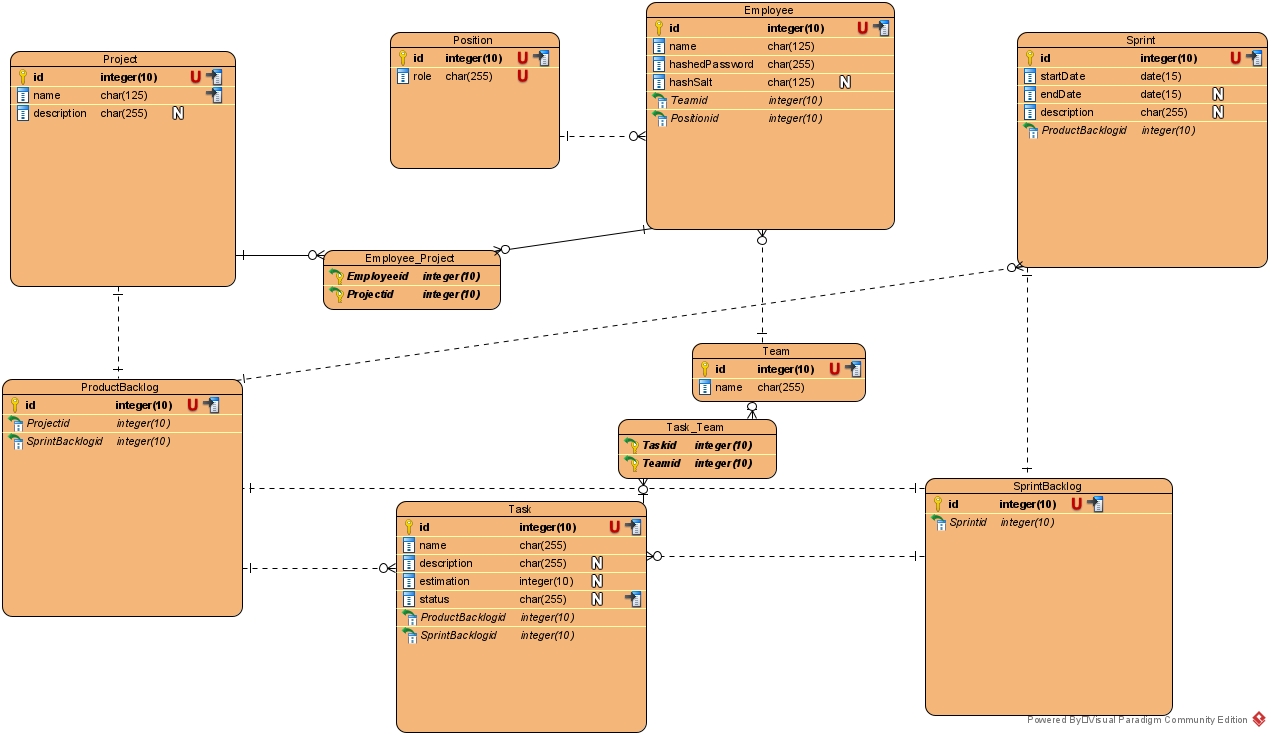 Project
id integer(10) U
name char(125)
description char(255) N
Position
id integer(10) U
role char(255) U
Employee
id integer(10) U
name char(125)
hashedPassword char(255)
hashSalt char(125) N
Teamid integer(10)
Positionid integer(10)
Sprint
id integer(10) U
startDate date(15)
endDate date(15) N
description char(255) N
ProductBacklogid integer(10)
Employee_Project
Employeeid integer(10)
Projectid integer(10)
Team
id integer(10) U
name char(255)
ProductBacklog
id integer(10) U
Projectid integer(10)
SprintBacklogid integer(10)
Task_Team
Taskid integer(10)
Teamid integer(10)
Task
id integer(10) U
name char(255)
description char(255) N
estimation integer(10) N
status char(255) N
ProductBacklogid integer(10)
SprintBacklogid integer(10)
SprintBacklog
id integer(10) U
Sprintid integer(10)
Powered By Visual Paradigm Community Edition